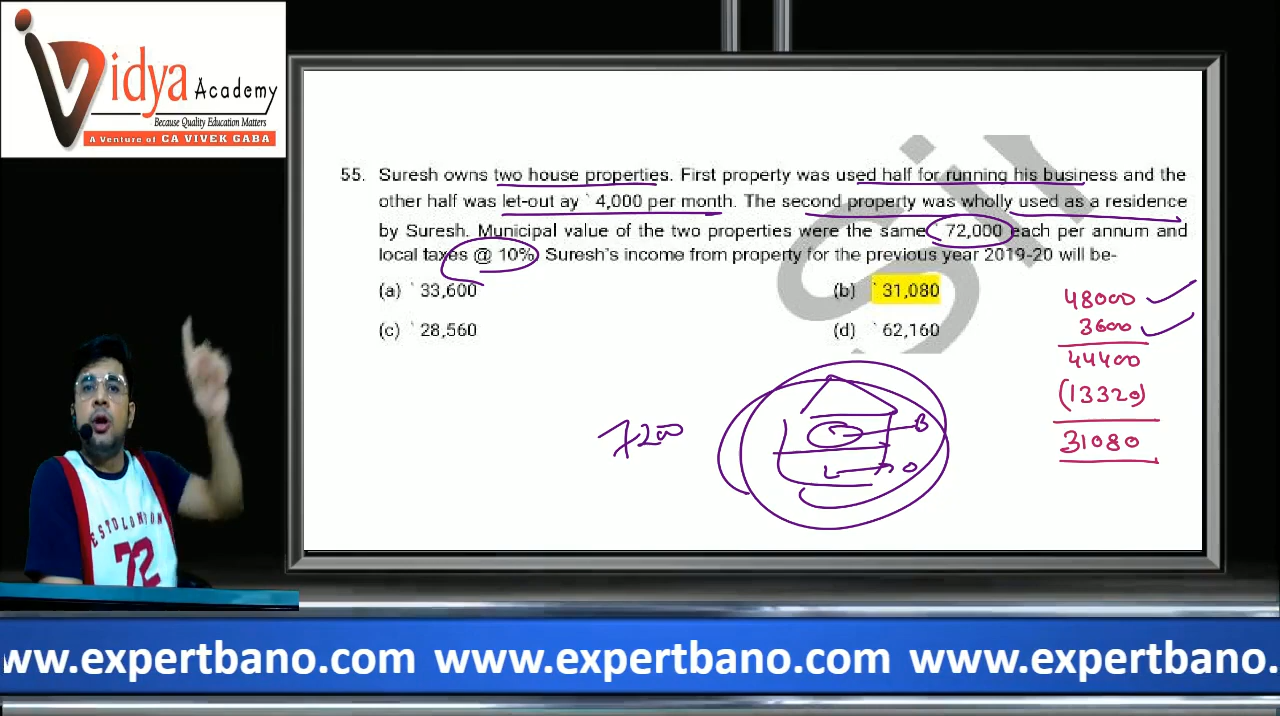 Vidya Academy
Because Quality Education Matters
A Venture of CA VIVEK GABA
55. Suresh owns two house properties. First property was used half for running his business and the
other half was let-out ay ` 4,000 per month. The second property was wholly used as a residence
by Suresh. Municipal value of the two properties were the same ` 72,000 each per annum and
local taxes @ 10% Suresh's income from property for the previous year 2019-20 will be-
(a) ` 33,600
(b) ` 31,080
(c) ` 28,560
(d) ` 62,160
48000
3600
44400
(13320)
31080
7200
B
L
O
ESTOLONDON
72
ww.expertbano.com www.expertbano.com www.expertbano.